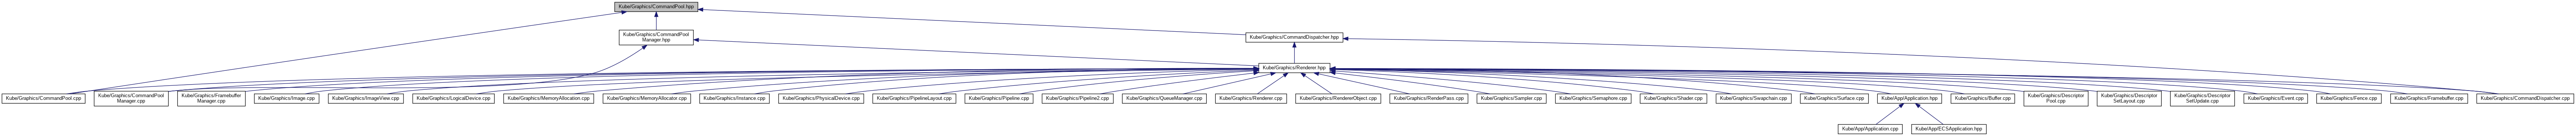 Kube/Graphics/CommandPool.hpp
Kube/Graphics/CommandPool
Manager.hpp
Kube/Graphics/CommandDispatcher.hpp
Kube/Graphics/Renderer.hpp
Kube/Graphics/CommandPool.cpp
Kube/Graphics/CommandPool
Manager.cpp
Kube/Graphics/Framebuffer
Manager.cpp
Kube/Graphics/Image.cpp
Kube/Graphics/ImageView.cpp
Kube/Graphics/LogicalDevice.cpp
Kube/Graphics/MemoryAllocation.cpp
Kube/Graphics/MemoryAllocator.cpp
Kube/Graphics/Instance.cpp
Kube/Graphics/PhysicalDevice.cpp
Kube/Graphics/PipelineLayout.cpp
Kube/Graphics/Pipeline.cpp
Kube/Graphics/Pipeline2.cpp
Kube/Graphics/QueueManager.cpp
Kube/Graphics/Renderer.cpp
Kube/Graphics/RenderObject.cpp
Kube/Graphics/RenderPass.cpp
Kube/Graphics/Sampler.cpp
Kube/Graphics/Semaphore.cpp
Kube/Graphics/Shader.cpp
Kube/Graphics/Swapchain.cpp
Kube/Graphics/Surface.cpp
Kube/App/Application.hpp
Kube/Graphics/Buffer.cpp
Kube/Graphics/Descriptor
Pool.cpp
Kube/Graphics/Descriptor
SetLayout.cpp
Kube/Graphics/Descriptor
SetUpdate.cpp
Kube/Graphics/Event.cpp
Kube/Graphics/Fence.cpp
Kube/Graphics/Framebuffer.cpp
Kube/Graphics/CommandDispatcher.cpp
Kube/App/Application.cpp
Kube/App/ECSApplication.hpp